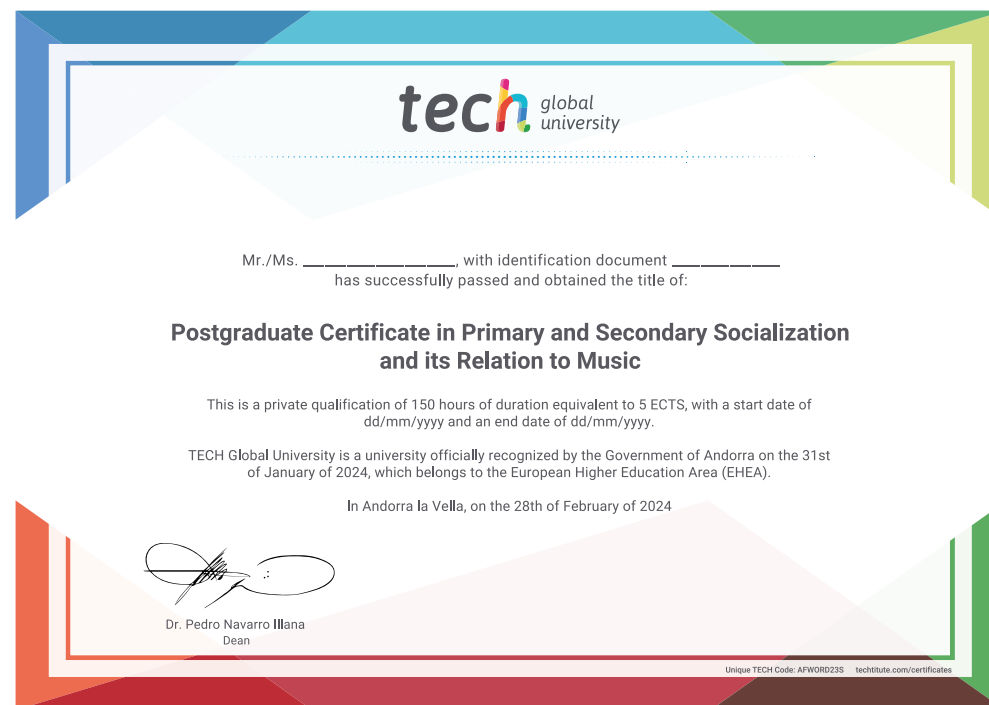 tech global university
Mr./Ms. ________________, with identification document ____________
has successfully passed and obtained the title of:
Postgraduate Certificate in Primary and Secondary Socialization
and its Relation to Music
This is a private qualification of 150 hours of duration equivalent to 5 ECTS, with a start date of
dd/mm/yyyy and an end date of dd/mm/yyyy.
TECH Global University is a university officially recognized by the Government of Andorra on the 31st
of January of 2024, which belongs to the European Higher Education Area (EHEA).
In Andorra la Vella, on the 28th of February of 2024
Dr. Pedro Navarro Illana
Dean
Unique TECH Code: AFWORD23S techtitute.com/certificates